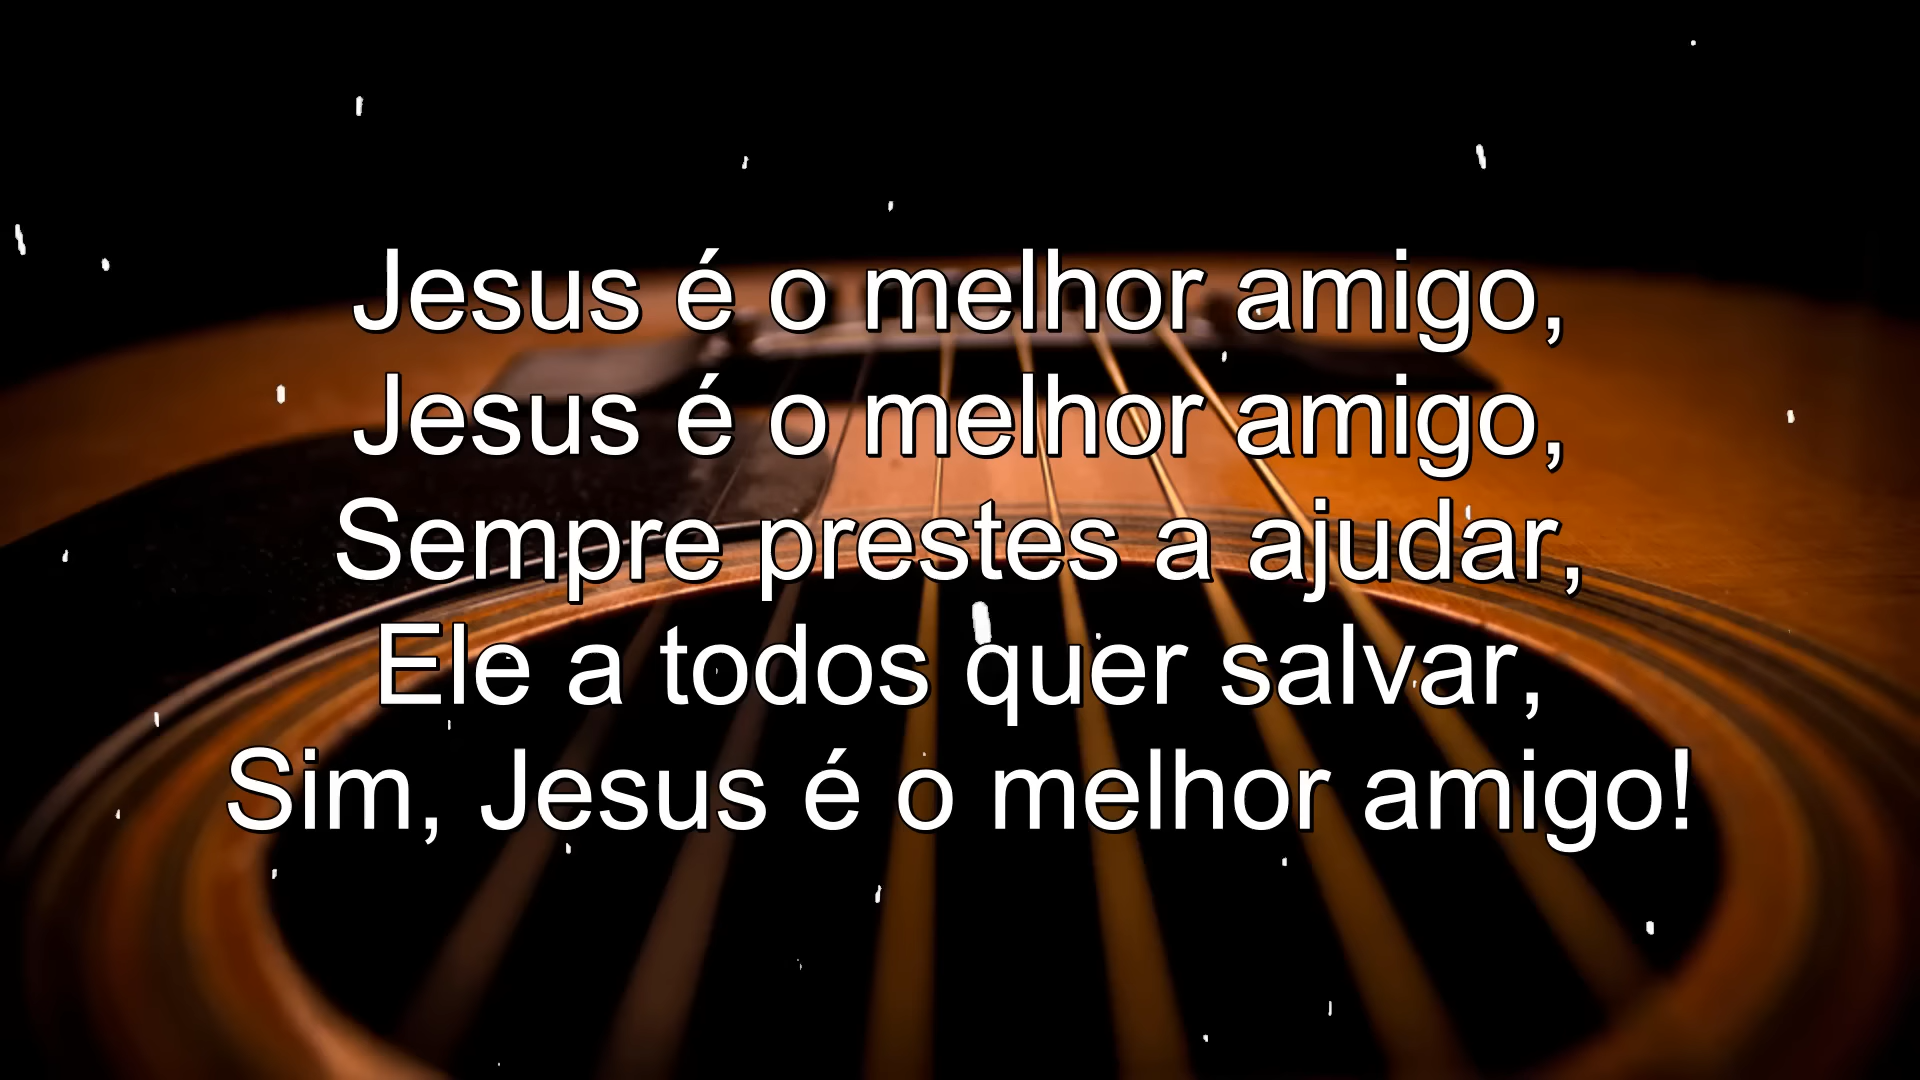 Jesus é o melhor amigo,
Jesus é o melhor amigo,
Sempre prestes a ajudar,
Ele a todos quer salvar,
Sim, Jesus é o melhor amigo!